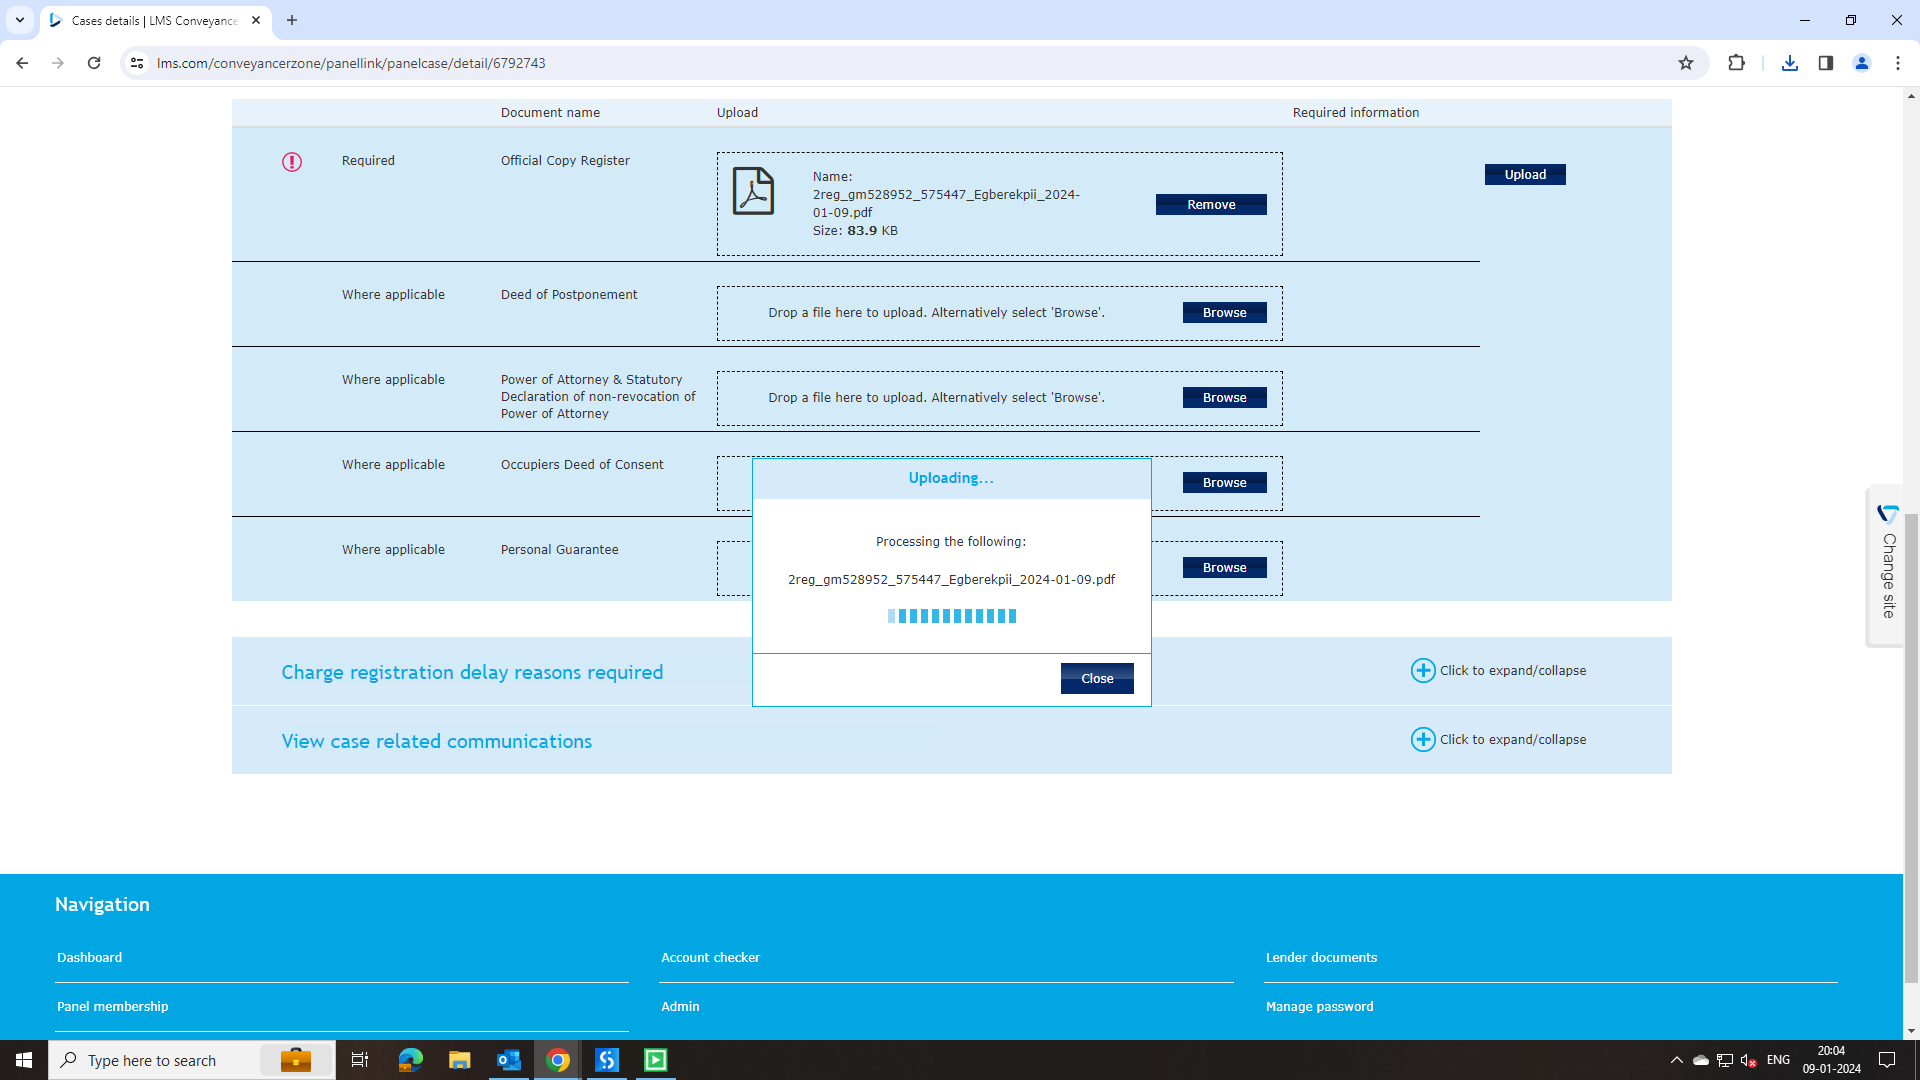 Cases details | LMS Conveyance
lms.com/conveyancerzone/panellink/panelcase/detail/6792743
Document name Upload Required information
Required Official Copy Register
Name:
2reg_gm528952_575447_Egberekpii_2024-
01-09.pdf
Size: 83.9 KB
Remove
Upload
Where applicable Deed of Postponement Drop a file here to upload. Alternatively select 'Browse'. Browse
Where applicable Power of Attorney & Statutory
Declaration of non-revocation of
Power of Attorney
Drop a file here to upload. Alternatively select 'Browse'. Browse
Where applicable Occupiers Deed of Consent Browse
Where applicable Personal Guarantee Browse
Uploading...
Processing the following:
2reg_gm528952_575447_Egberekpii_2024-01-09.pdf
Close
Charge registration delay reasons required Click to expand/collapse
View case related communications Click to expand/collapse
Change site
Navigation
Dashboard Account checker Lender documents
Panel membership Admin Manage password
Type here to search
ENG
20:04
09-01-2024